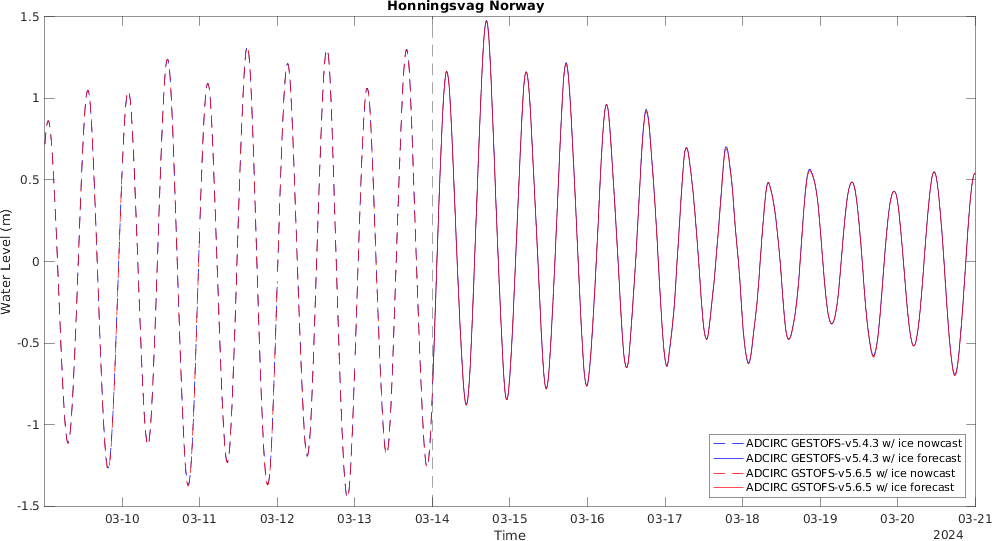 Honningsvag Norway
1.5
1
0.5
0
-0.5
-1
-1.5
Water Level (m)
03-10 03-11 03-12 03-13 03-14 03-15 03-16 03-17 03-18 03-19 03-20 03-21
Time
2024
ADCIRC GESTOFS-v5.4.3 w/ ice nowcast
ADCIRC GESTOFS-v5.4.3 w/ ice forecast
ADCIRC GSTOFS-v5.6.5 w/ ice nowcast
ADCIRC GSTOFS-v5.6.5 w/ ice forecast